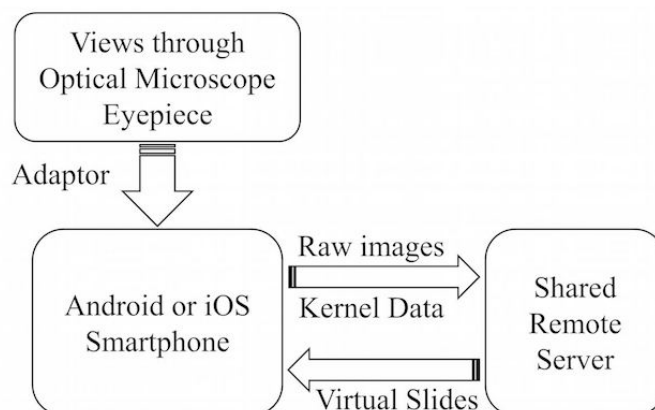 Views through
Optical Microscope
Eyepiece
Adaptor
Android or iOS
Smartphone
Raw images
Kernel Data
Virtual Slides
Shared
Remote
Server